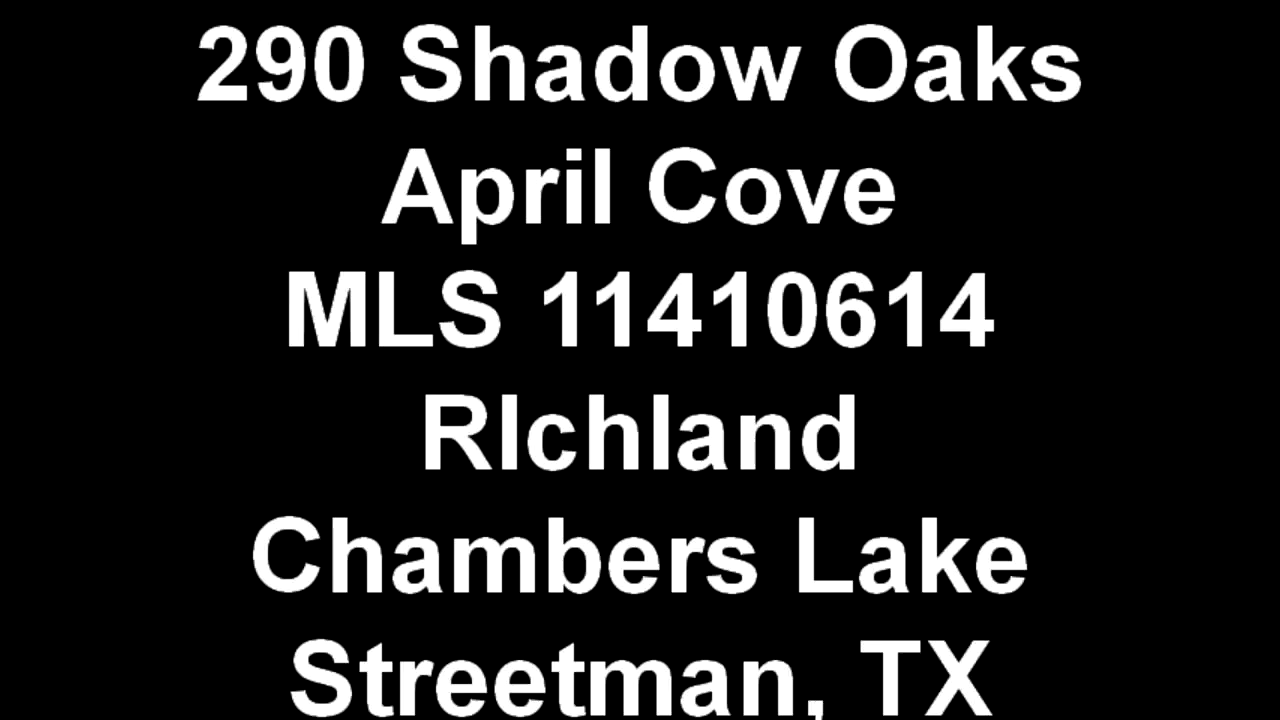 290 Shadow Oaks
April Cove
MLS 11410614
RIchland
Chambers Lake
Streetman, TX